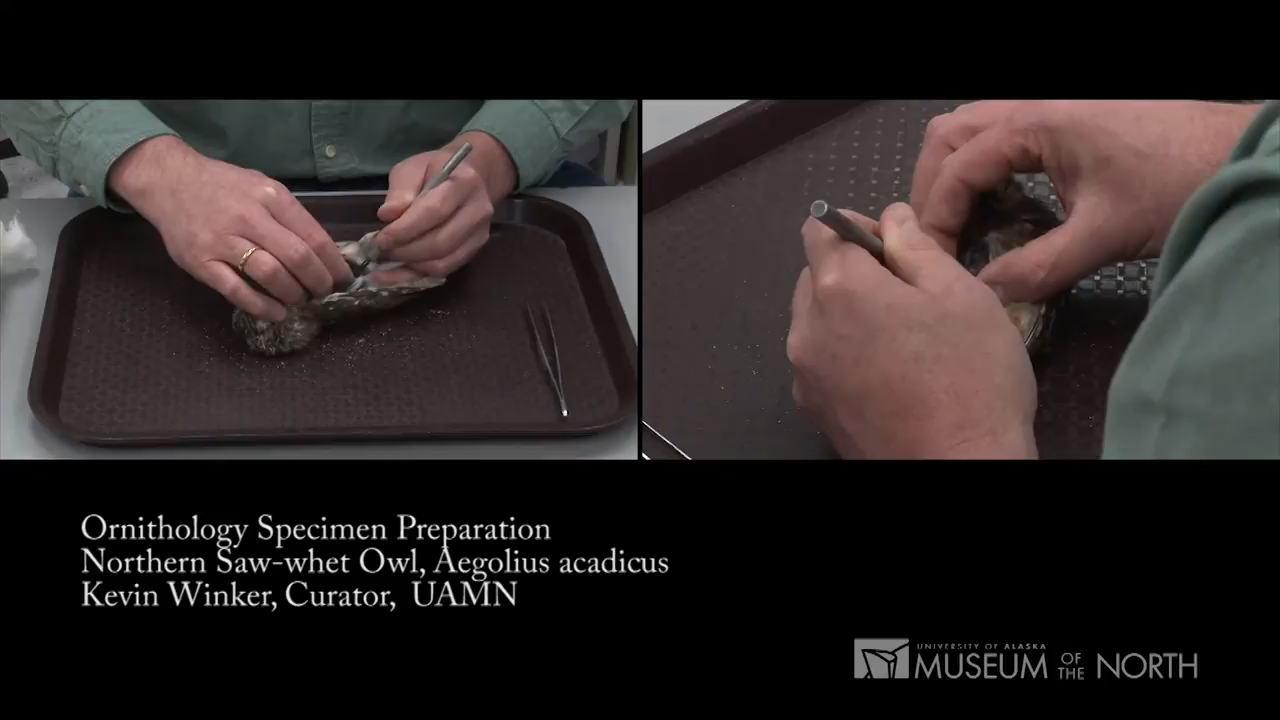 Ornithology Specimen Preparation
Northern Saw-whet Owl, Aegolius acadicus
Kevin Winker, Curator, UAMN
UNIVERSITY OF ALASKA
MUSEUM OF THE NORTH